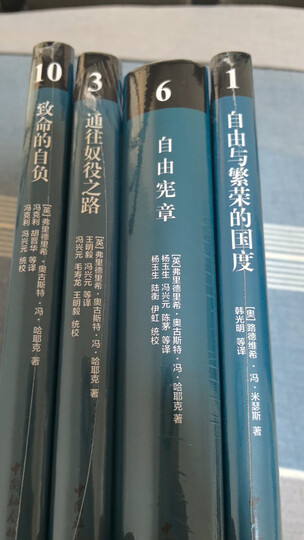 10
致命的自负
[英]弗里德里希·奥古斯特·冯·哈耶克 著
冯克利 胡晋华 等译
冯克利 冯兴元 统校
3
通往奴役之路
[英]弗里德里希·奥古斯特·冯·哈耶克 著
王明毅 冯兴元 等译
冯兴元 毛寿龙 王明毅 统校
6
自由宪章
[英]弗里德里希·奥古斯特·冯·哈耶克 著
杨玉生 冯兴元 陈茅 等译
杨玉生 陆衡 伊虹 统校
1
自由与繁荣的国度
[奥]路德维希·冯·米瑟斯 著
韩光明 等译